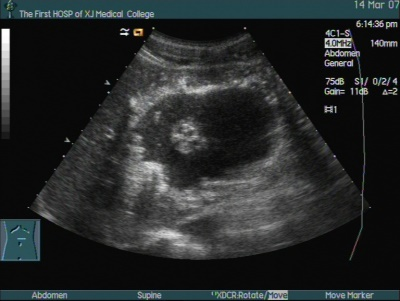 14 Mar 07
The First HOSP of XJ Medical College
6:14:36 pm
4C1-S
4.0MHz 140mm
Abdomen
General
75dB S1/ 0/2/4
Gain= 11dB Δ=2
Abdomen Supine XDCR:Rotate/Move Move Marker